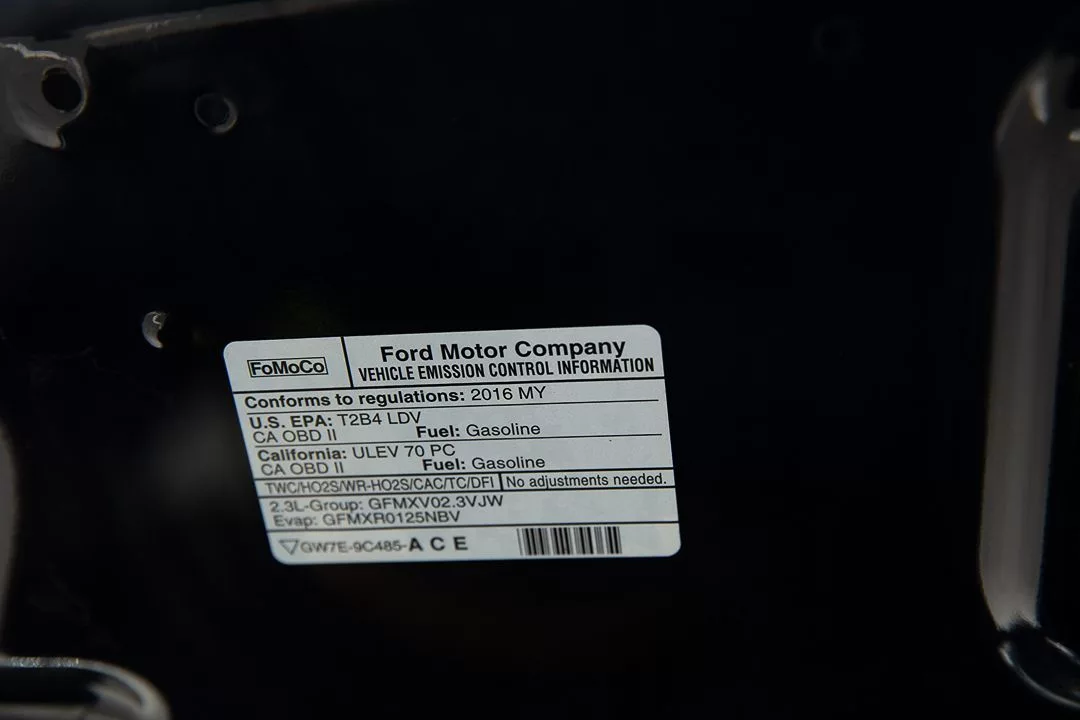 FoMoCo
Ford Motor Company
VEHICLE EMISSION CONTROL INFORMATION
Conforms to regulations: 2016 MY
U.S. EPA: T2B4 LDV
CA OBD II Fuel: Gasoline
California: ULEV 70 PC
CA OBD II Fuel: Gasoline
TWC/HO2S/WR-HO2S/CAC/TC/DFI No adjustments needed.
2.3L-Group: GFMXV02.3VJW
Evap: GFMXR0125NBV
GW7E-9C485-A C E